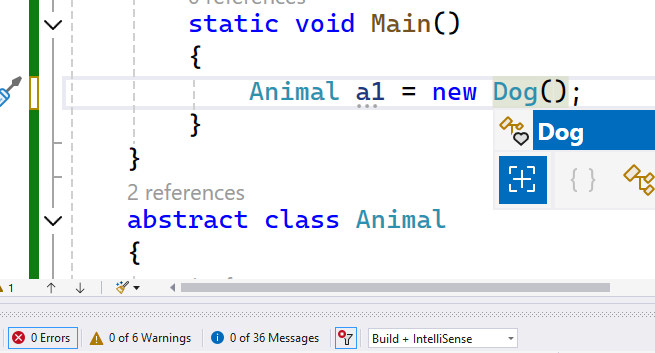 0 references
static void Main()
{
Animal a1 = new Dog();
Dog
}
{ }
}
2 references
abstract class Animal
{
1
0 Errors
0 of 6 Warnings
0 of 36 Messages
Build + IntelliSense